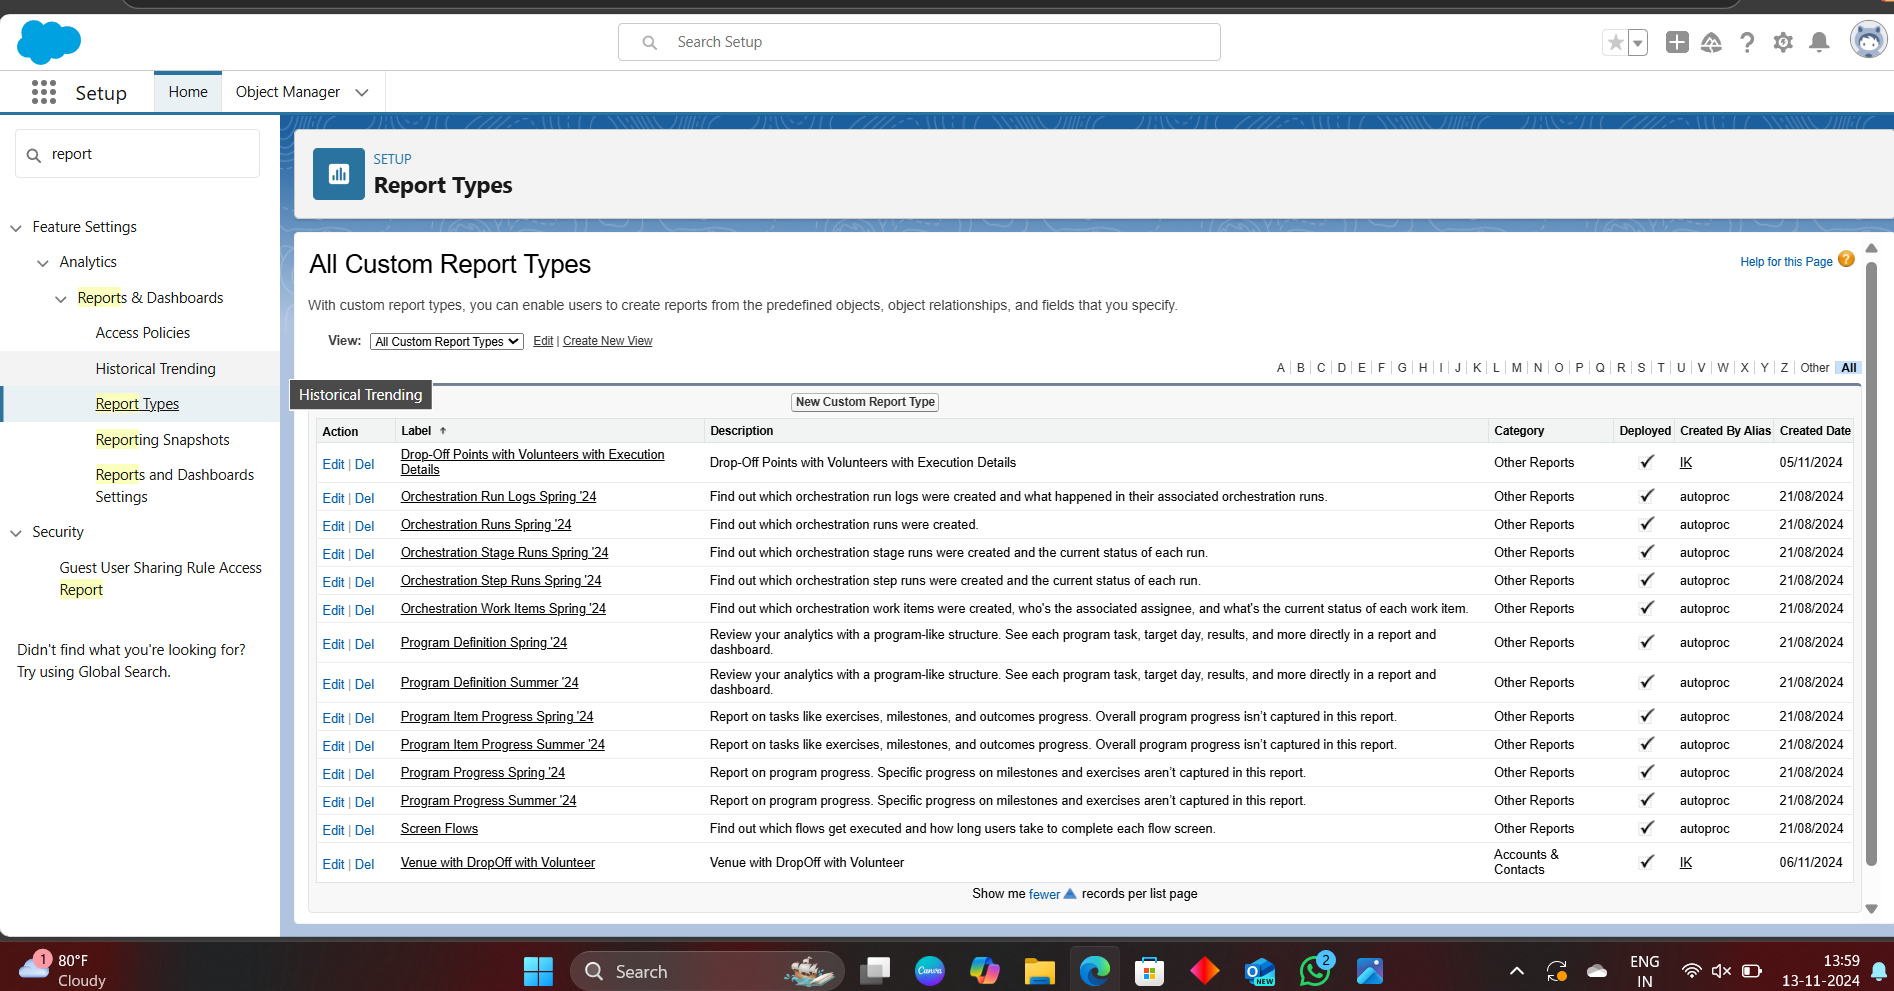 Search Setup
Setup
Home
Object Manager
report
Feature Settings
Analytics
Reports & Dashboards
Access Policies
Historical Trending
Report Types
Reporting Snapshots
Reports and Dashboards
Settings
Security
Guest User Sharing Rule Access
Report
Didn't find what you're looking for?
Try using Global Search.
SETUP
Report Types
All Custom Report Types
Help for this Page ?
With custom report types, you can enable users to create reports from the predefined objects, object relationships, and fields that you specify.
View: All Custom Report Types Edit | Create New View
A | B | C | D | E | F | G | H | I | J | K | L | M | N | O | P | Q | R | S | T | U | V | W | X | Y | Z | Other | All
Historical Trending
New Custom Report Type
Action Label Description Category Deployed Created By Alias Created Date
Edit | Del Drop-Off Points with Volunteers with Execution
Details Drop-Off Points with Volunteers with Execution Details Other Reports IK 05/11/2024
Edit | Del Orchestration Run Logs Spring '24 Find out which orchestration run logs were created and what happened in their associated orchestration runs. Other Reports autoproc 21/08/2024
Edit | Del Orchestration Runs Spring '24 Find out which orchestration runs were created. Other Reports autoproc 21/08/2024
Edit | Del Orchestration Stage Runs Spring '24 Find out which orchestration stage runs were created and the current status of each run. Other Reports autoproc 21/08/2024
Edit | Del Orchestration Step Runs Spring '24 Find out which orchestration step runs were created and the current status of each run. Other Reports autoproc 21/08/2024
Edit | Del Orchestration Work Items Spring '24 Find out which orchestration work items were created, who's the associated assignee, and what's the current status of each work item. Other Reports autoproc 21/08/2024
Edit | Del Program Definition Spring '24 Review your analytics with a program-like structure. See each program task, target day, results, and more directly in a report and
dashboard. Other Reports autoproc 21/08/2024
Edit | Del Program Definition Summer '24 Review your analytics with a program-like structure. See each program task, target day, results, and more directly in a report and
dashboard. Other Reports autoproc 21/08/2024
Edit | Del Program Item Progress Spring '24 Report on tasks like exercises, milestones, and outcomes progress. Overall program progress isn't captured in this report. Other Reports autoproc 21/08/2024
Edit | Del Program Item Progress Summer '24 Report on tasks like exercises, milestones, and outcomes progress. Overall program progress isn't captured in this report. Other Reports autoproc 21/08/2024
Edit | Del Program Progress Spring '24 Report on program progress. Specific progress on milestones and exercises aren't captured in this report. Other Reports autoproc 21/08/2024
Edit | Del Program Progress Summer '24 Report on program progress. Specific progress on milestones and exercises aren't captured in this report. Other Reports autoproc 21/08/2024
Edit | Del Screen Flows Find out which flows get executed and how long users take to complete each flow screen. Other Reports autoproc 21/08/2024
Edit | Del Venue with DropOff with Volunteer Venue with DropOff with Volunteer Accounts &
Contacts IK 06/11/2024
Show me fewer records per list page
1
80°F
Cloudy
Search
Canva
O
NEW
2
ENG
IN
13:59
13-11-2024